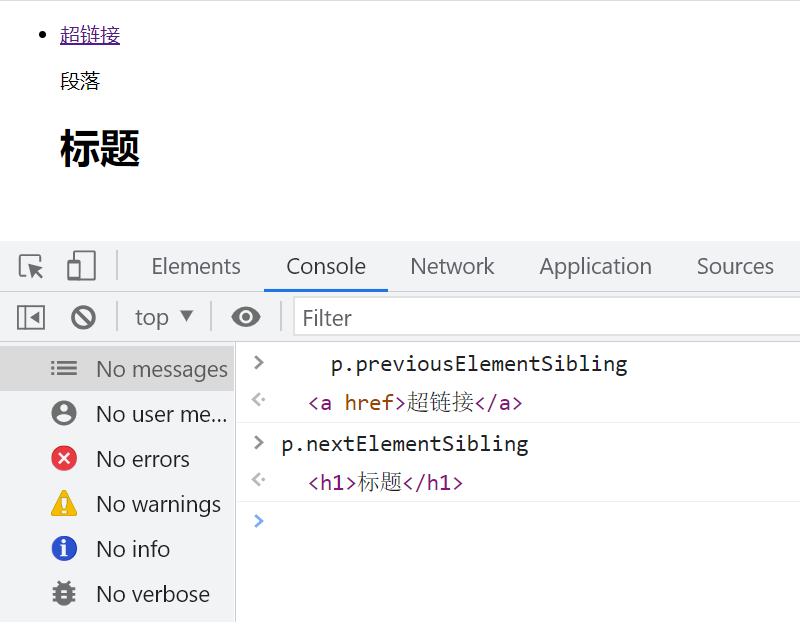 超链接
段落
标题
Elements Console Network Application Sources
top Filter
No messages
No user me...
No errors
No warnings
No info
No verbose
p.previousElementSibling
<a href>超链接</a>
p.nextElementSibling
<h1>标题</h1>